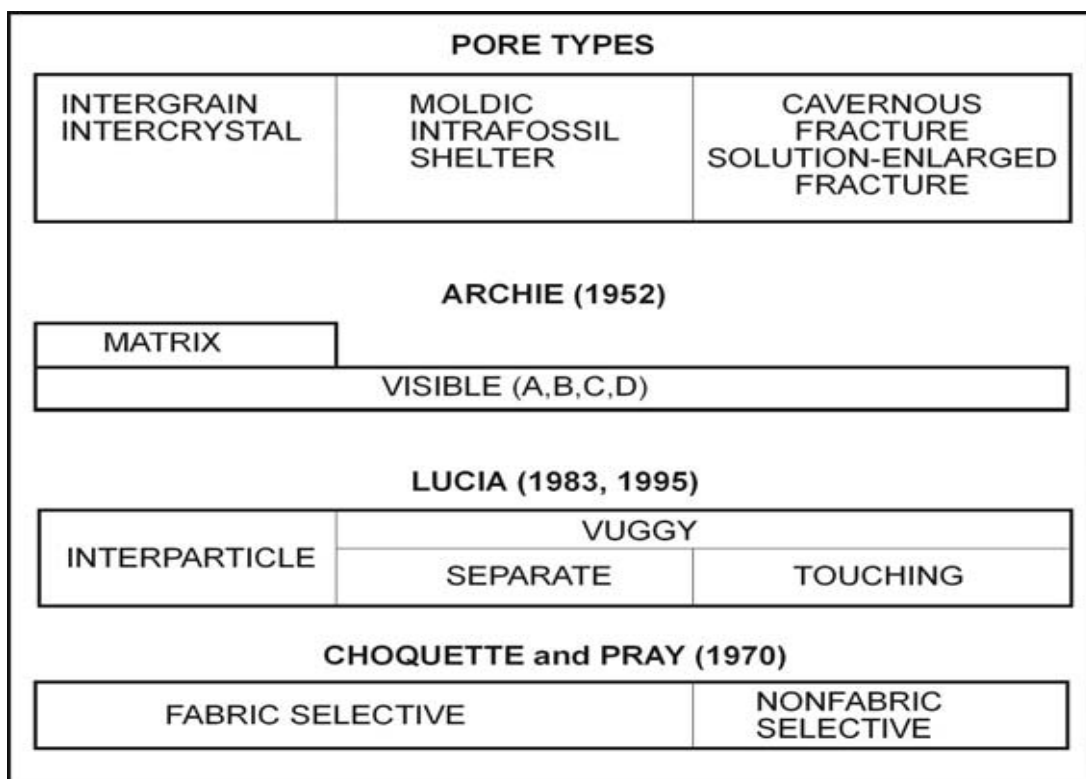 PORE TYPES
INTERGRAIN
INTERCRYSTAL
MOLDIC
INTRAFOSSIL
SHELTER
CAVERNOUS
FRACTURE
SOLUTION-ENLARGED
FRACTURE
ARCHIE (1952)
MATRIX
VISIBLE (A,B,C,D)
LUCIA (1983, 1995)
INTERPARTICLE
VUGGY
SEPARATE
TOUCHING
CHOQUETTE and PRAY (1970)
FABRIC SELECTIVE
NONFABRIC
SELECTIVE